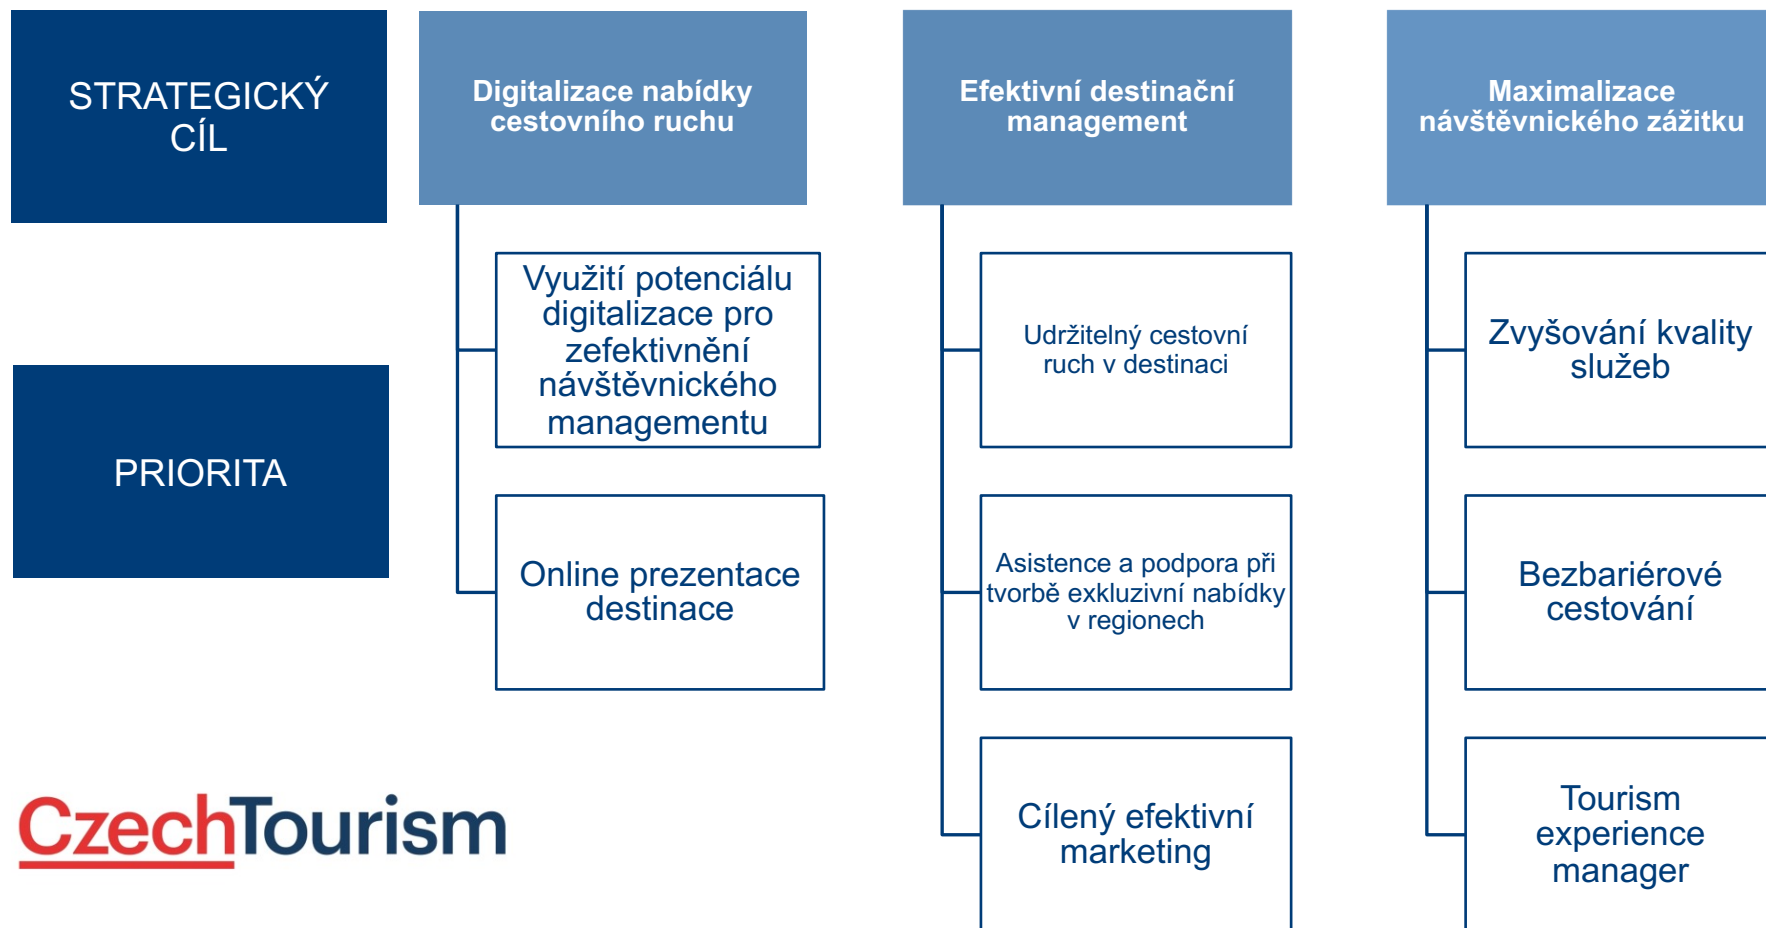 STRATEGICKÝ
CÍL
Digitalizace nabídky
cestovního ruchu
Efektivní destinační
management
Maximalizace
návštěvnického zážitku
PRIORITA
Využití potenciálu
digitalizace pro
zefektivnění
návštěvnického
managementu
Online prezentace
destinace
Udržitelný cestovní
ruch v destinaci
Asistence a podpora při
tvorbě exkluzivní nabídky
v regionech
Cílený efektivní
marketing
Zvyšování kvality
služeb
Bezbariérové
cestování
Tourism
experience
manager
CzechTourism